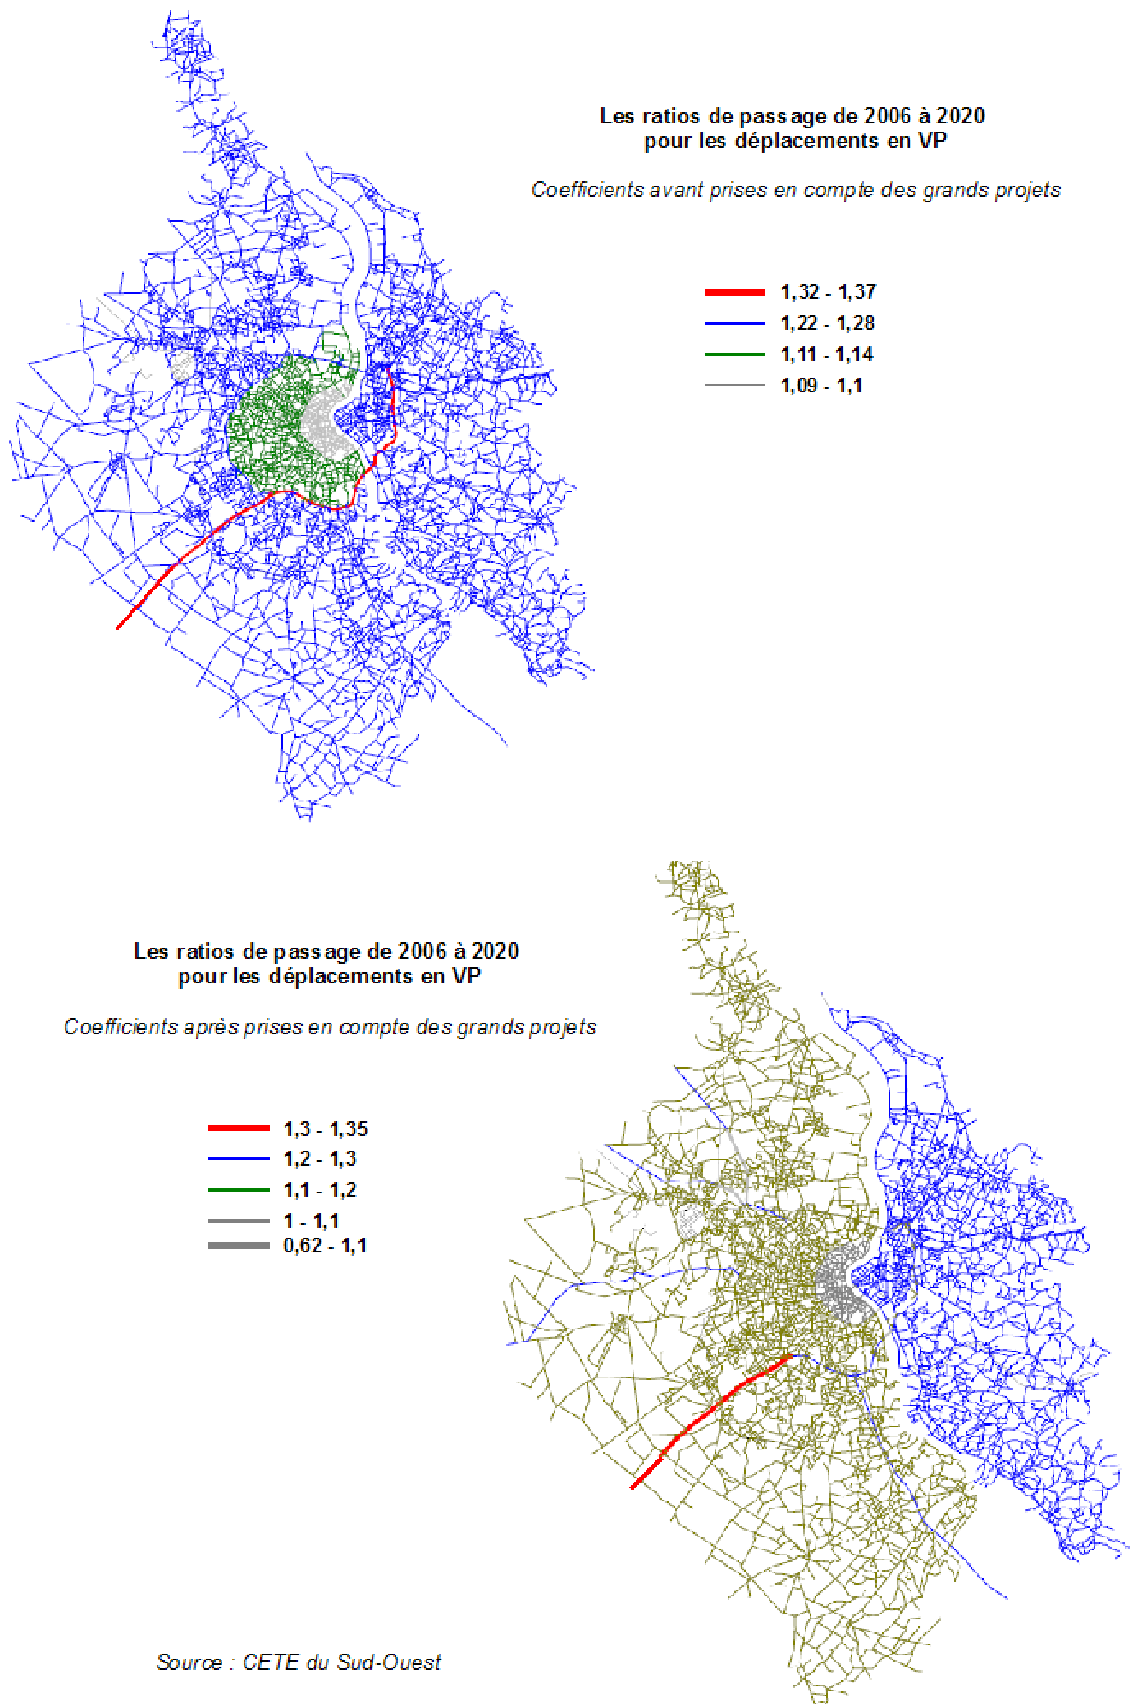 Les ratios de passage de 2006 à 2020
pour les déplacements en VP
Coefficients avant prises en compte des grands projets
1,32 - 1,37
1,22 - 1,28
1,11 - 1,14
1,09 - 1,1
Les ratios de passage de 2006 à 2020
pour les déplacements en VP
Coefficients après prises en compte des grands projets
1,3 - 1,35
1,2 - 1,3
1,1 - 1,2
1 - 1,1
0,62 - 1,1
Source : CETE du Sud-Ouest